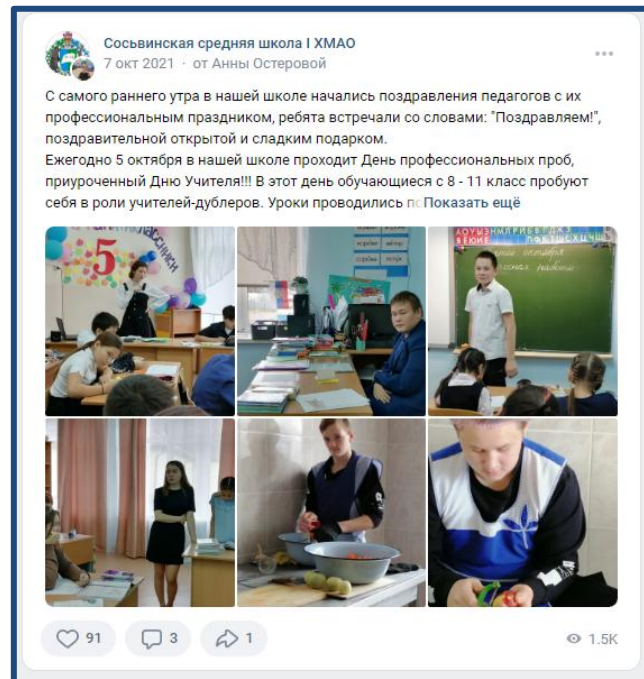 Сосьвинская средняя школа I ХМАО
7 окт 2021 · от Анны Остеровой
С самого раннего утра в нашей школе начались поздравления педагогов с их
профессиональным праздником, ребята встречали со словами: "Поздравляем!",
поздравительной открытой и сладким подарком.
Ежегодно 5 октября в нашей школе проходит День профессиональных проб,
приуроченный Дню Учителя!!! В этот день обучающиеся с 8 - 11 класс пробуют
себя в роли учителей-дублеров. Уроки проводились Показать ещё
5
91
3
1
1.5K